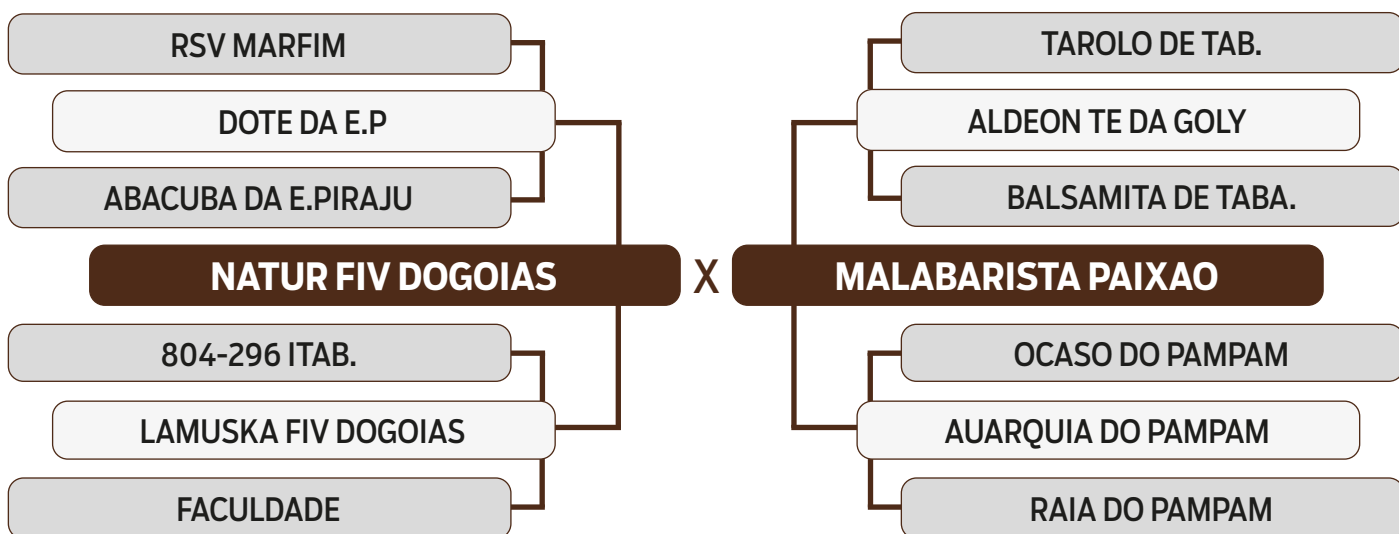 RSV MARFIM
DOTE DA E.P
ABACUBA DA E.PIRAJU
NATUR FIV DOGOIAS
804-296 ITAB.
LAMUSKA FIV DOGOIAS
FACULDADE
X
TAROLO DE TAB.
ALDEON TE DA GOLY
BALSAMITA DE TABA.
MALABARISTA PAIXAO
OCASO DO PAMPAM
AUARQUIA DO PAMPAM
RAIA DO PAMPAM